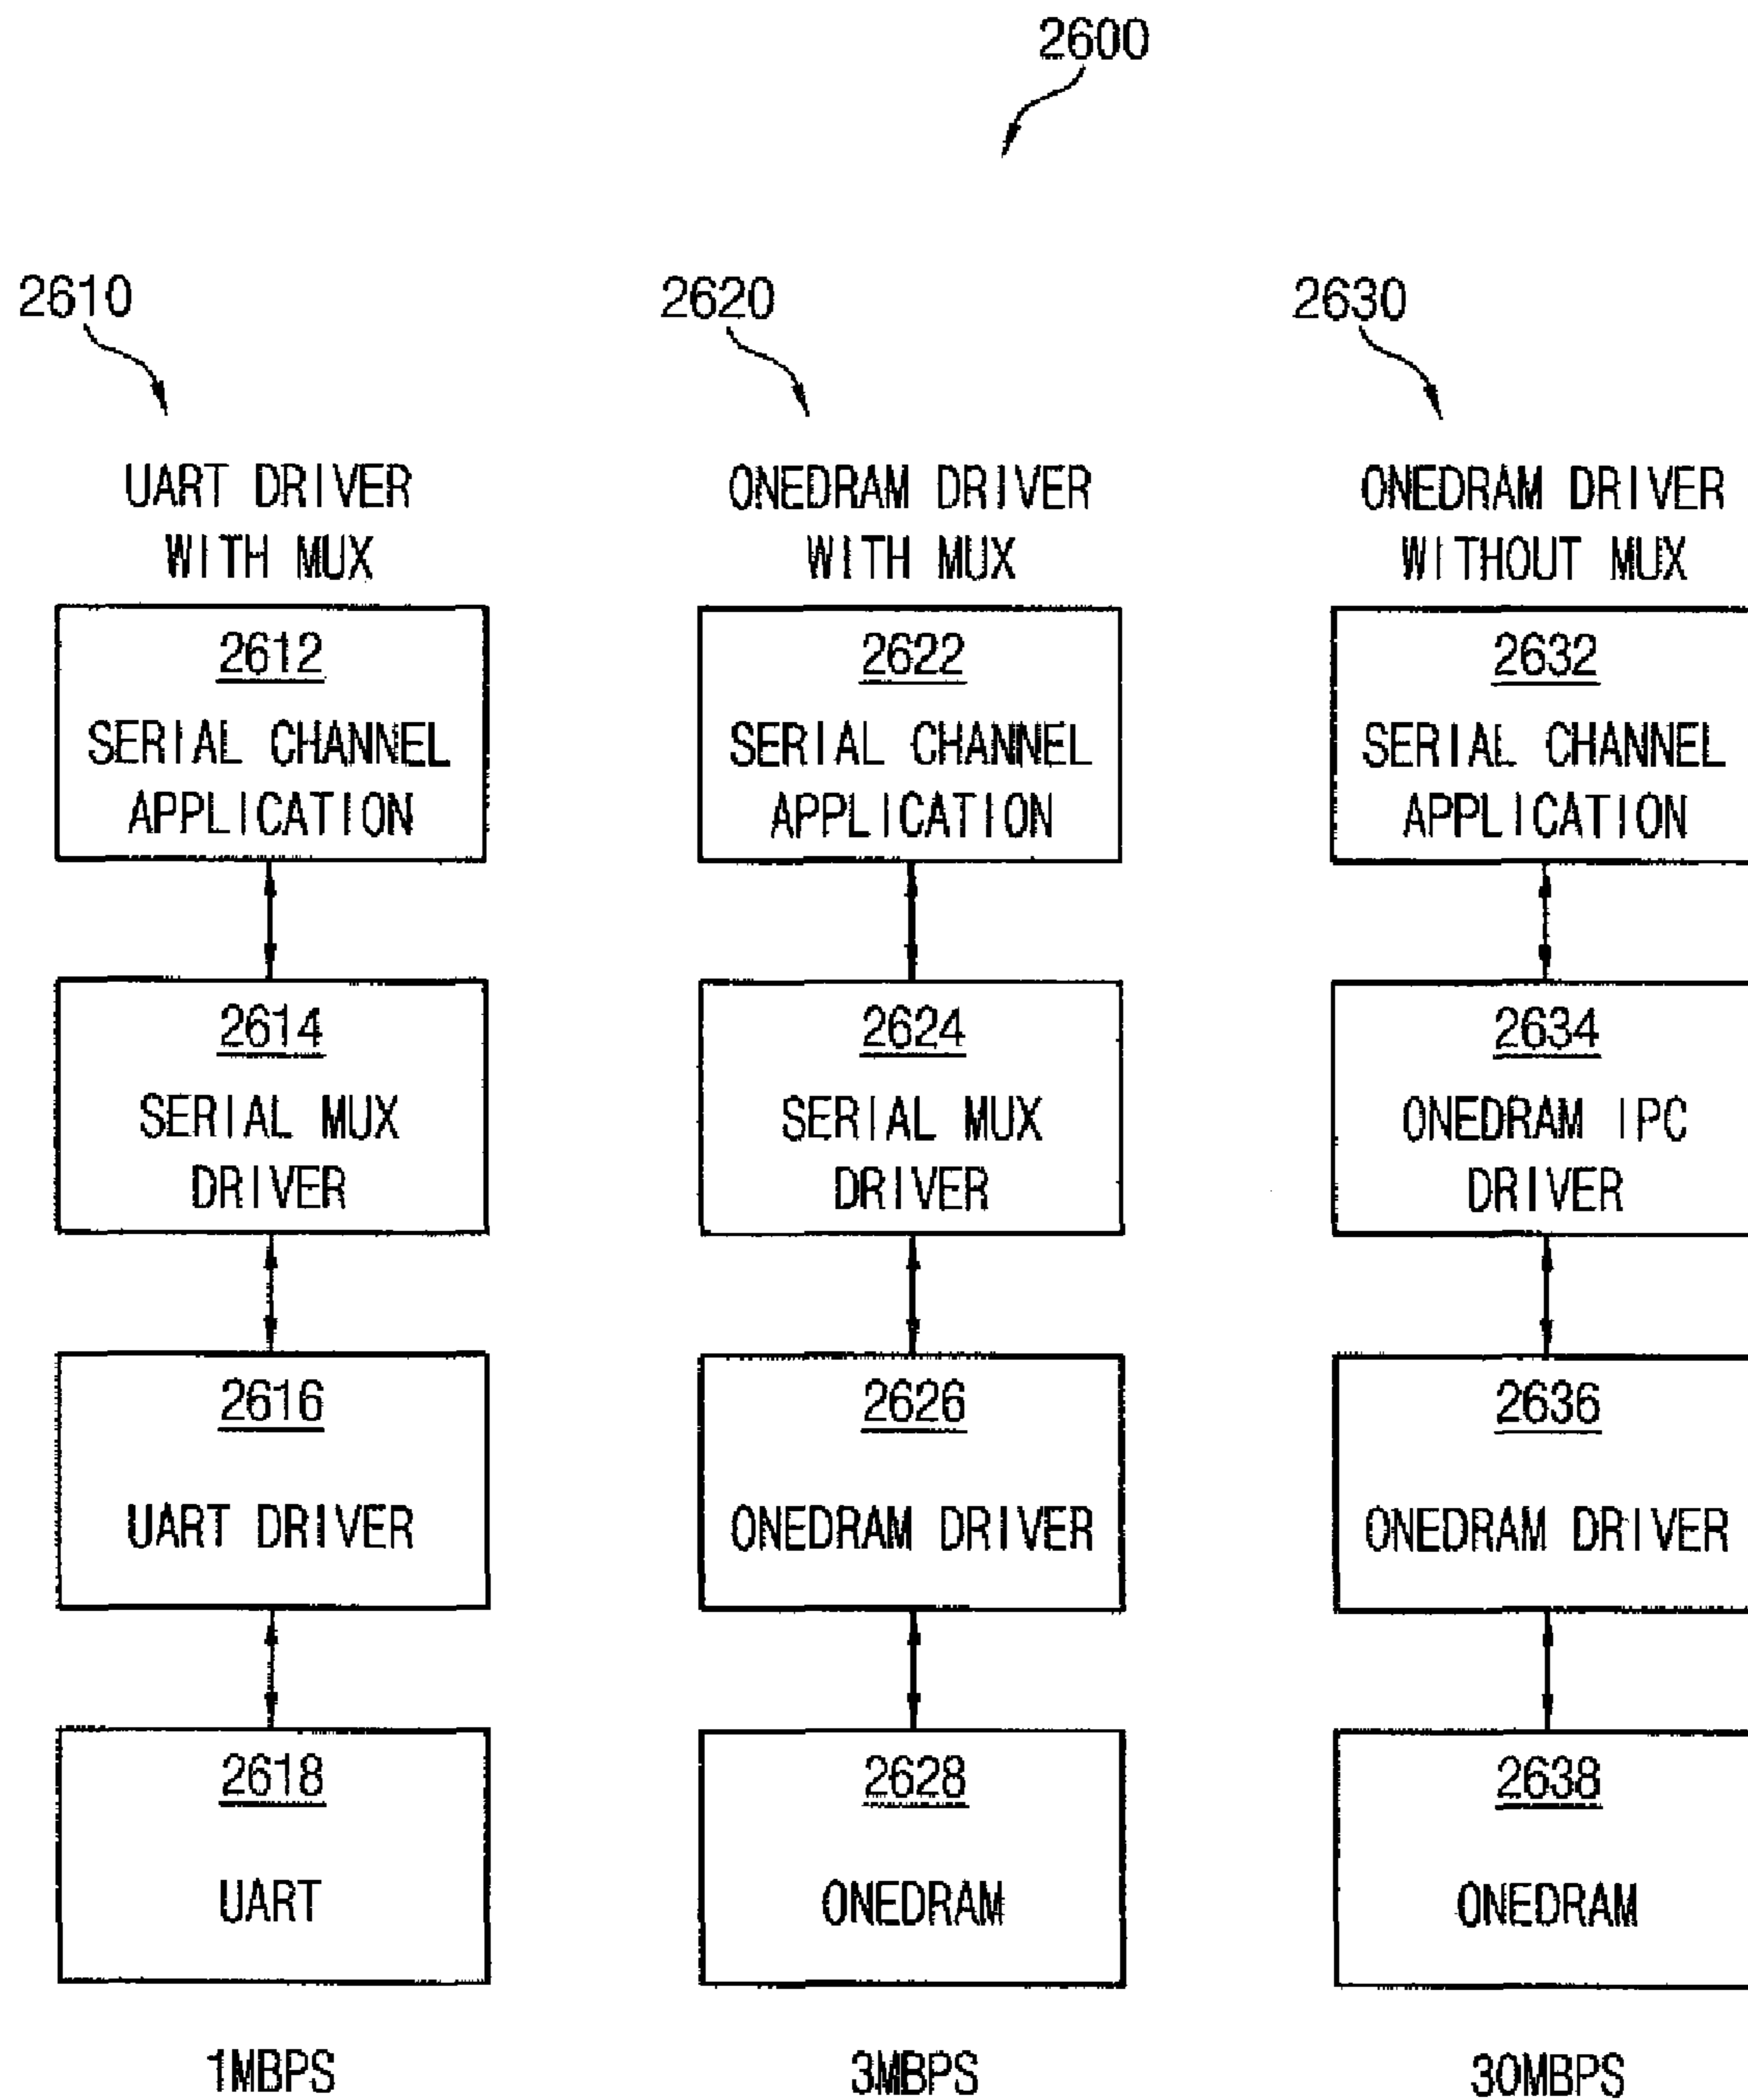 2600
2610
2620
2630
UART DRIVER
WITH MUX
ONEDRAM DRIVER
WITH MUX
ONEDRAM DRIVER
WITHOUT MUX
2612
SERIAL CHANNEL
APPLICATION
2622
SERIAL CHANNEL
APPLICATION
2632
SERIAL CHANNEL
APPLICATION
2614
SERIAL MUX
DRIVER
2624
SERIAL MUX
DRIVER
2634
ONEDRAM IPC
DRIVER
2616
UART DRIVER
2626
ONEDRAM DRIVER
2636
ONEDRAM DRIVER
2618
UART
2628
ONEDRAM
2638
ONEDRAM
1MBPS
3MBPS
30MBPS